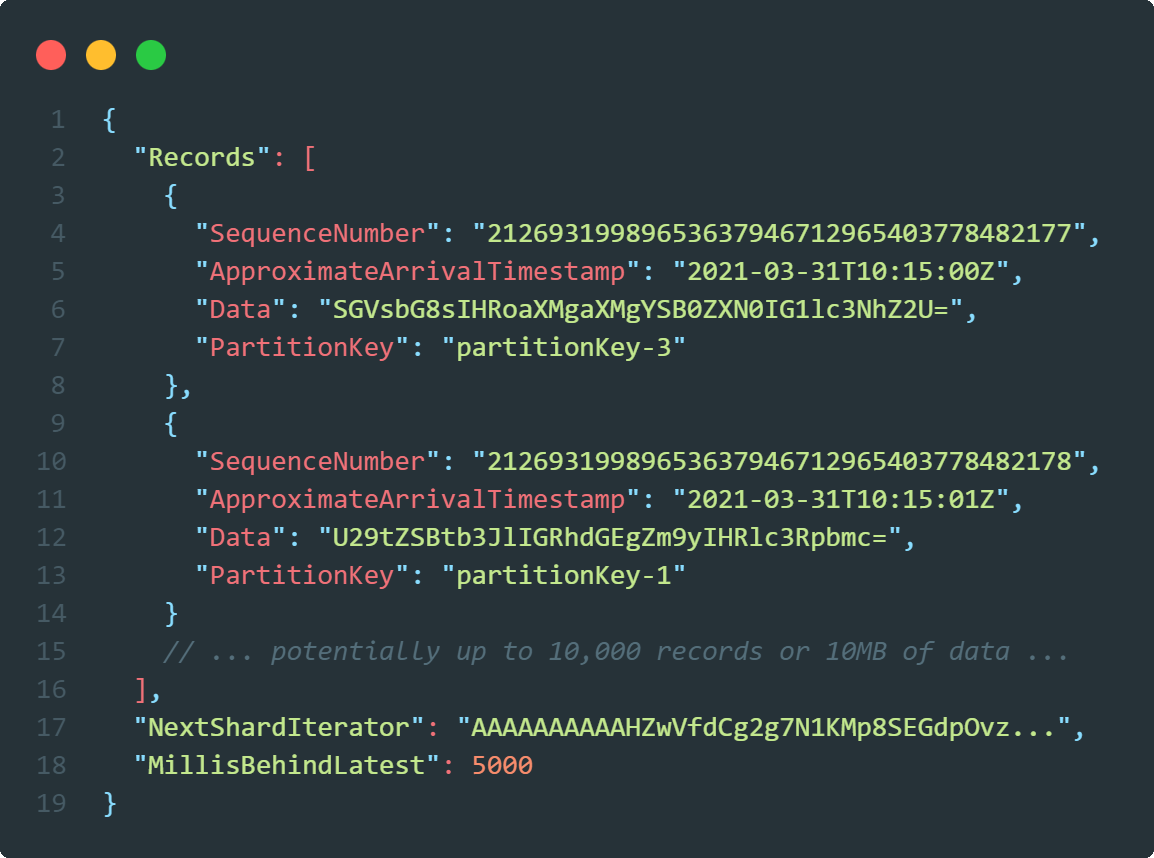 1 {
2 "Records": [
3 {
4 "SequenceNumber": "21269319989653637946712965403778482177",
5 "ApproximateArrivalTimestamp": "2021-03-31T10:15:00Z",
6 "Data": "SGVsbG8sIHRoaXMgaXMgYSB0ZXN0IG1lc3NhZ2U=",
7 "PartitionKey": "partitionKey-3"
8 },
9 {
10 "SequenceNumber": "21269319989653637946712965403778482178",
11 "ApproximateArrivalTimestamp": "2021-03-31T10:15:01Z",
12 "Data": "U29tZSBtb3JlIGRhdGEgZm9yIHRlc3Rpbmc=",
13 "PartitionKey": "partitionKey-1"
14 }
15 // ... potentially up to 10,000 records or 10MB of data ...
16 ],
17 "NextShardIterator": "AAAAAAAAAAHZwVfdCg2g7N1KMp8SEGdpOvz...",
18 "MillisBehindLatest": 5000
19 }